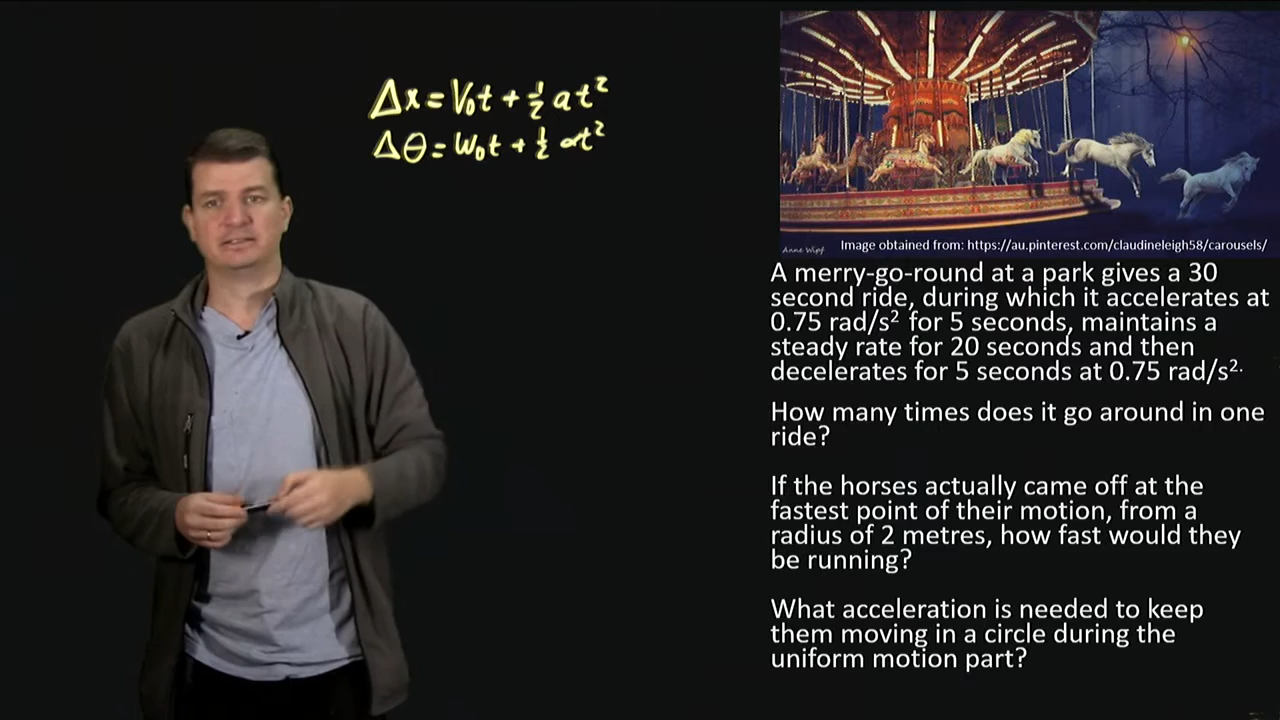 Δx = V₀t + ½ at²
Δθ = ω₀t + ½ αt²
Anne Wipf
Image obtained from: https://au.pinterest.com/claudineleigh58/carousels/
A merry-go-round at a park gives a 30
second ride, during which it accelerates at
0.75 rad/s² for 5 seconds, maintains a
steady rate for 20 seconds and then
decelerates for 5 seconds at 0.75 rad/s².
How many times does it go around in one
ride?
If the horses actually came off at the
fastest point of their motion, from a
radius of 2 metres, how fast would they
be running?
What acceleration is needed to keep
them moving in a circle during the
uniform motion part?